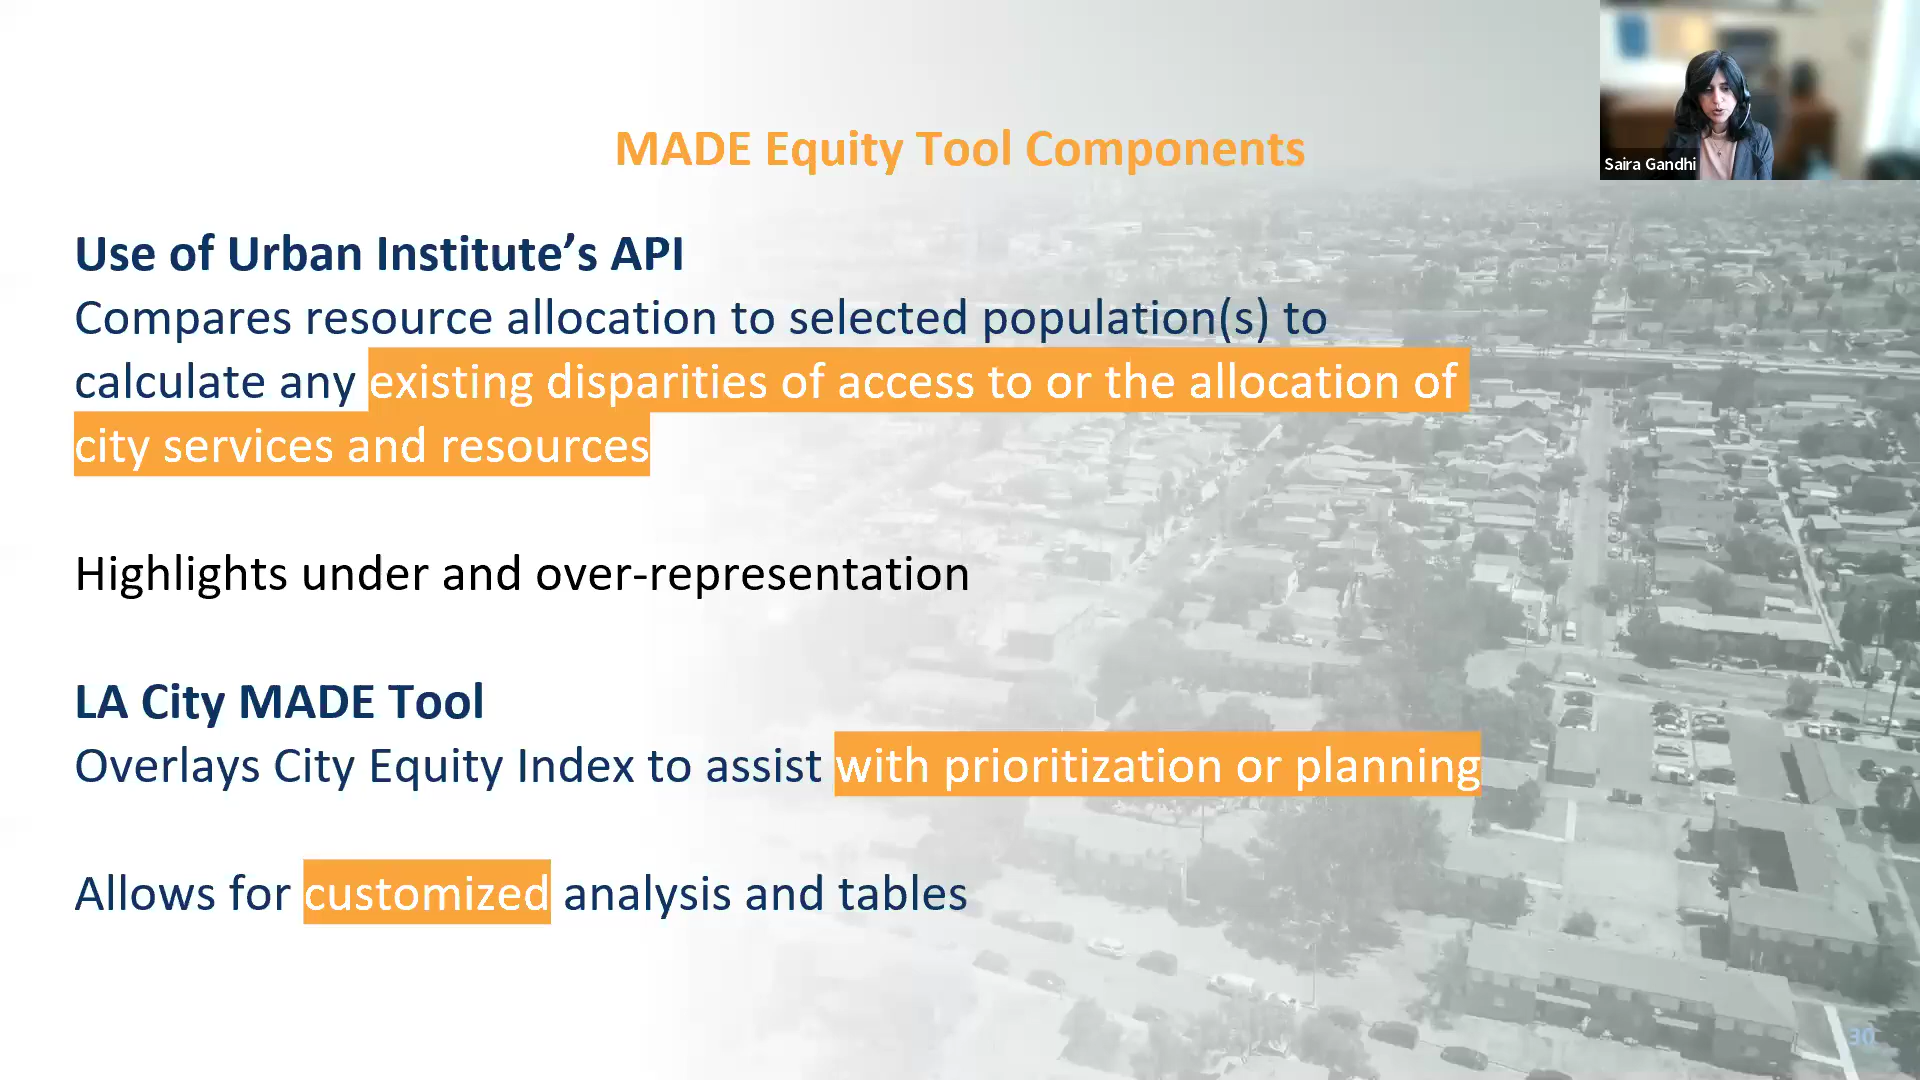 MADE Equity Tool Components
Saira Gandhi
Use of Urban Institute’s API
Compares resource allocation to selected population(s) to
calculate any existing disparities of access to or the allocation of
city services and resources
Highlights under and over-representation
LA City MADE Tool
Overlays City Equity Index to assist with prioritization or planning
Allows for customized analysis and tables
30